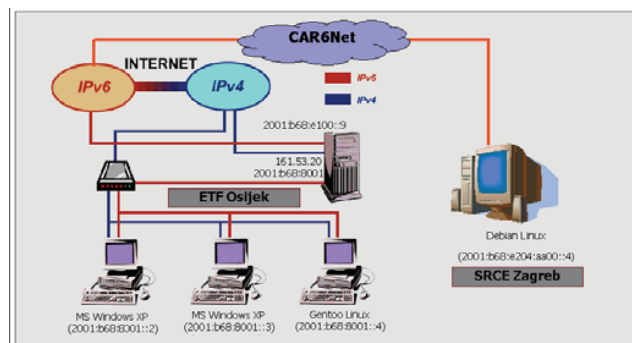 CAR6Net
INTERNET
IPv6
IPv4
IPv6
IPv4
2001:b68:e100::9
161.53.20
2001:b68:8001
ETF Osijek
Debian Linux
(2001:b68:e204:aa00::4)
SRCE Zagreb
MS Windows XP
(2001:b68:8001::2)
MS Windows XP
(2001:b68:8001::3)
Gentoo Linux
(2001:b68:8001::4)